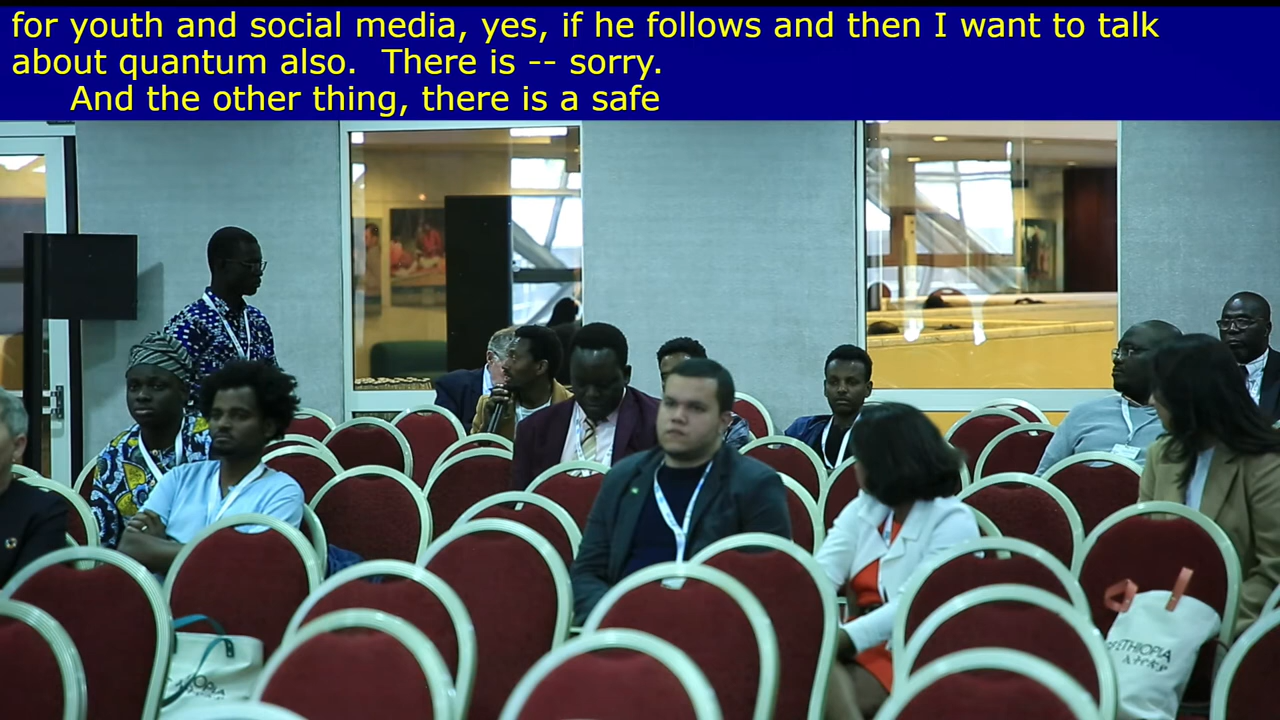 for youth and social media, yes, if he follows and then I want to talk
about quantum also.  There is -- sorry.
And the other thing, there is a safe
ETHIOPIA
ኢትዮጵያ